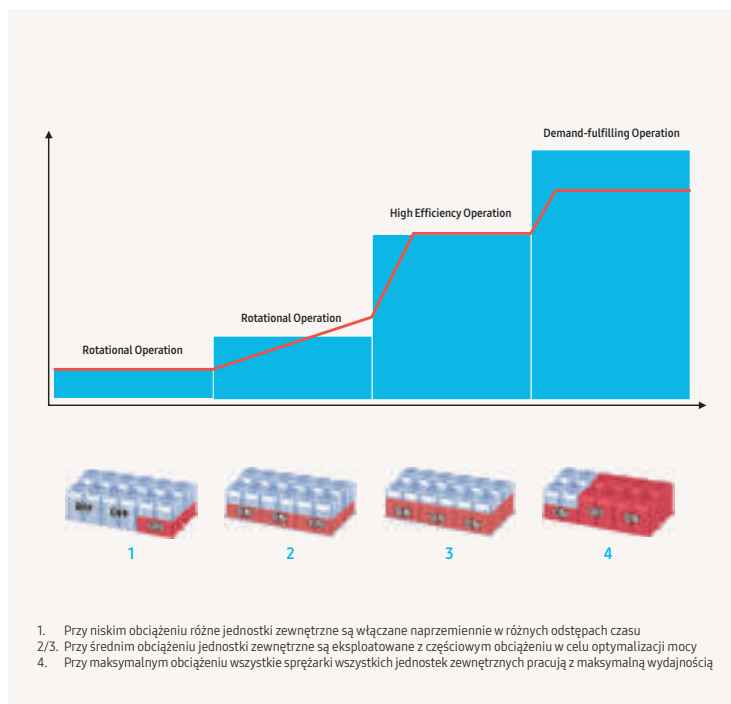 Demand-fulfilling Operation
High Efficiency Operation
Rotational Operation
Rotational Operation
1
2
3
4
1. Przy niskim obciążeniu różne jednostki zewnętrzne są włączane naprzemiennie w różnych odstępach czasu
2/3. Przy średnim obciążeniu jednostki zewnętrzne są eksploatowane z częściowym obciążeniu w celu optymalizacji mocy
4. Przy maksymalnym obciążeniu wszystkie sprężarki wszystkich jednostek zewnętrznych pracują z maksymalną wydajnością